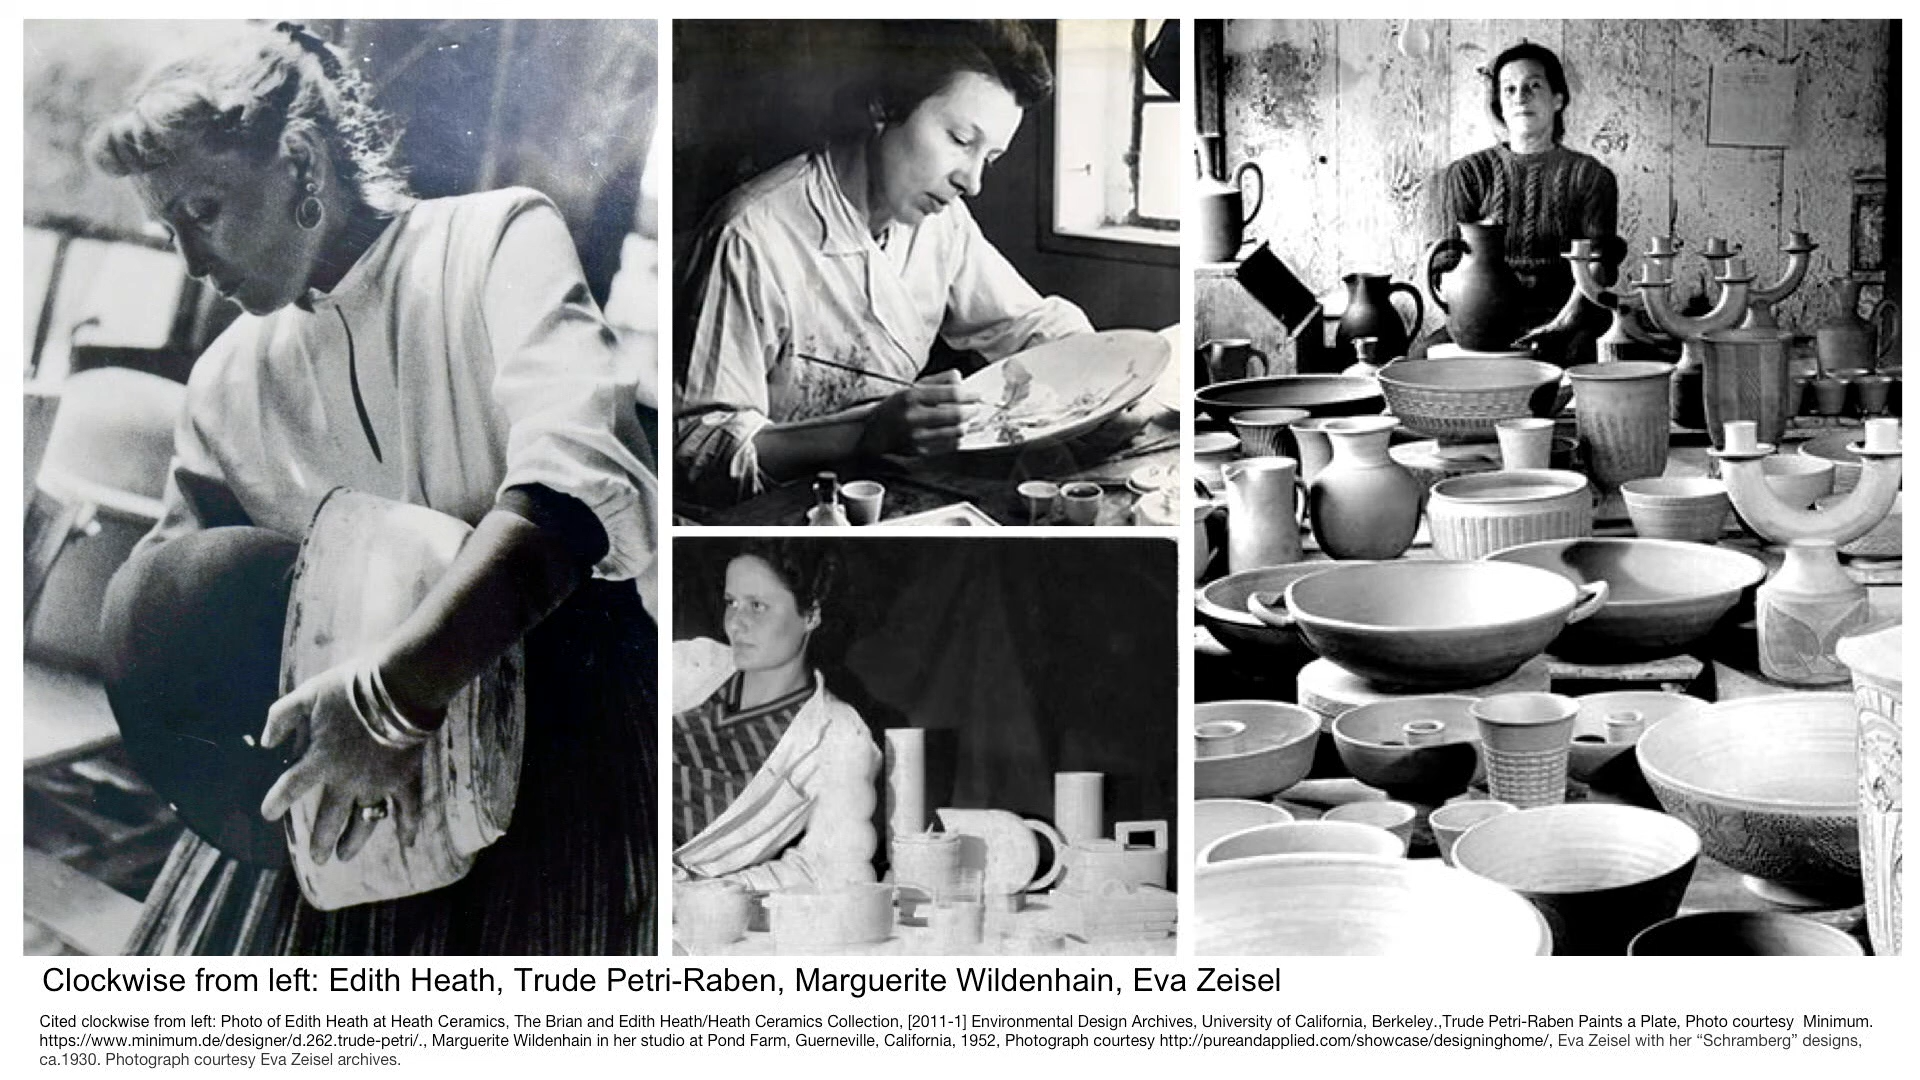 Clockwise from left: Edith Heath, Trude Petri-Raben, Marguerite Wildenhain, Eva Zeisel
Cited clockwise from left: Photo of Edith Heath at Heath Ceramics, The Brian and Edith Heath/Heath Ceramics Collection, [2011-1] Environmental Design Archives, University of California, Berkeley.,Trude Petri-Raben Paints a Plate, Photo courtesy  Minimum.
https://www.minimum.de/designer/d.262.trude-petri/., Marguerite Wildenhain in her studio at Pond Farm, Guerneville, California, 1952, Photograph courtesy http://pureandapplied.com/showcase/designinghome/, Eva Zeisel with her “Schramberg” designs,
ca.1930. Photograph courtesy Eva Zeisel archives.